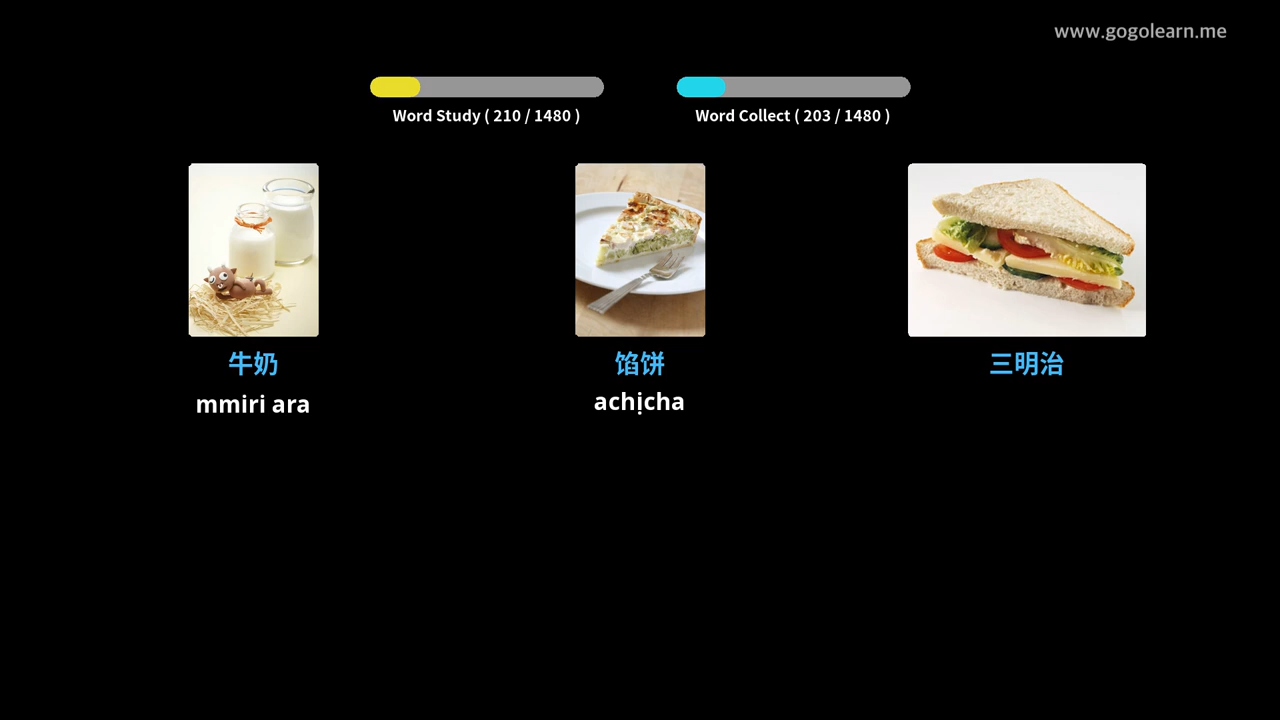 www.gogolearn.me
Word Study ( 210 / 1480 )
Word Collect ( 203 / 1480 )
牛奶
馅饼
三明治
mmiri ara
achịcha